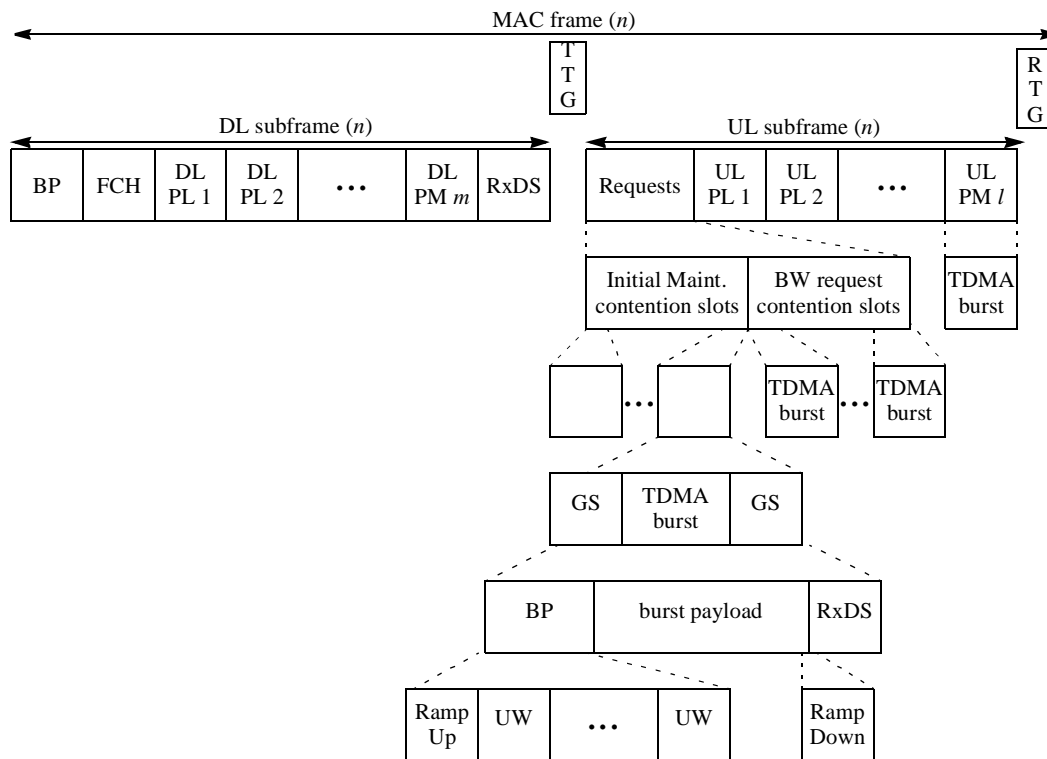 MAC frame (n)
T
T
G
R
T
G
DL subframe (n)
UL subframe (n)
BP
FCH
DL
PL 1
DL
PL 2
•••
DL
PM m
RxDS
Requests
UL
PL 1
UL
PL 2
•••
UL
PM l
Initial Maint.
contention slots
BW request
contention slots
TDMA
burst
•••
TDMA
burst
•••
TDMA
burst
GS
TDMA
burst
GS
BP
burst payload
RxDS
Ramp
Up
UW
•••
UW
Ramp
Down